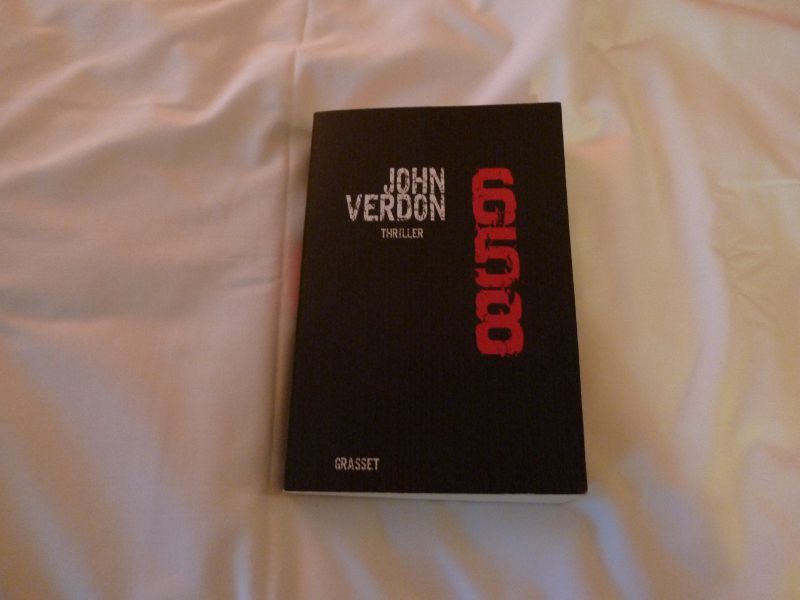 JOHN
VERDON
THRILLER
658
GRASSET